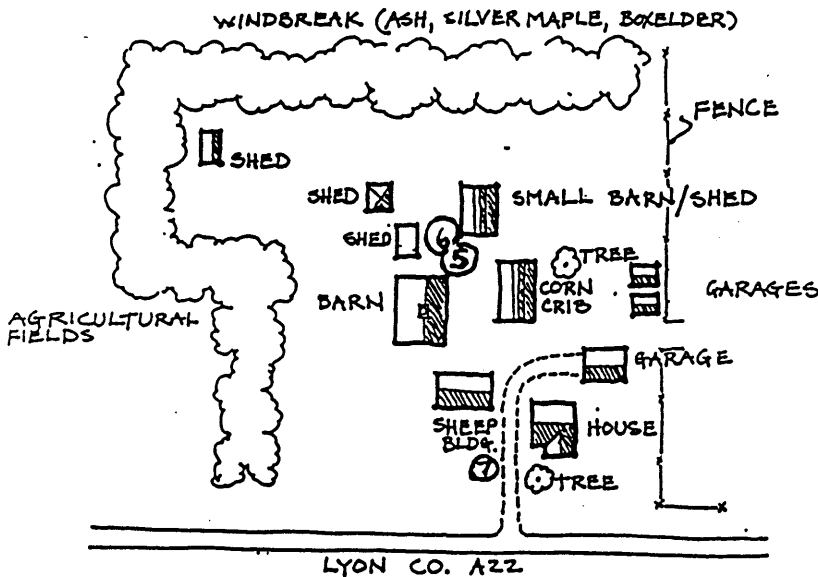 WINDBREAK (ASH, SILVER MAPLE, BOXELDER)
FENCE
SHED
SHED
SMALL BARN/SHED
SHED
6
5
TREE
BARN
CORN
CRIB
GARAGES
AGRICULTURAL
FIELDS
GARAGE
SHEEP
BLDG.
HOUSE
7
TREE
LYON CO. A22